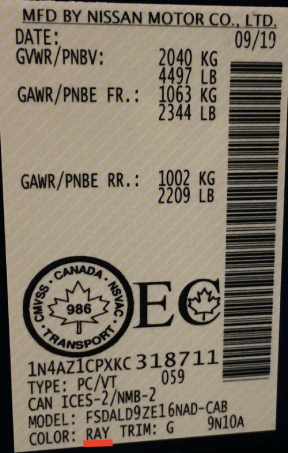 MFD BY NISSAN MOTOR CO., LTD.
DATE: 09/19
GVWR/PNBV: 2040 KG
4497 LB
GAWR/PNBE FR.: 1063 KG
2344 LB
GAWR/PNBE RR.: 1002 KG
2209 LB
CANADA · NSVAC · TRANSPORT · CMVSS ·
986
EC
1N4AZ1CPXKC318711
TYPE: PC/VT 059
CAN ICES-2/NMB-2
MODEL: FSDALD9ZE16NAD-CAB
COLOR: RAY TRIM: G 9N10A